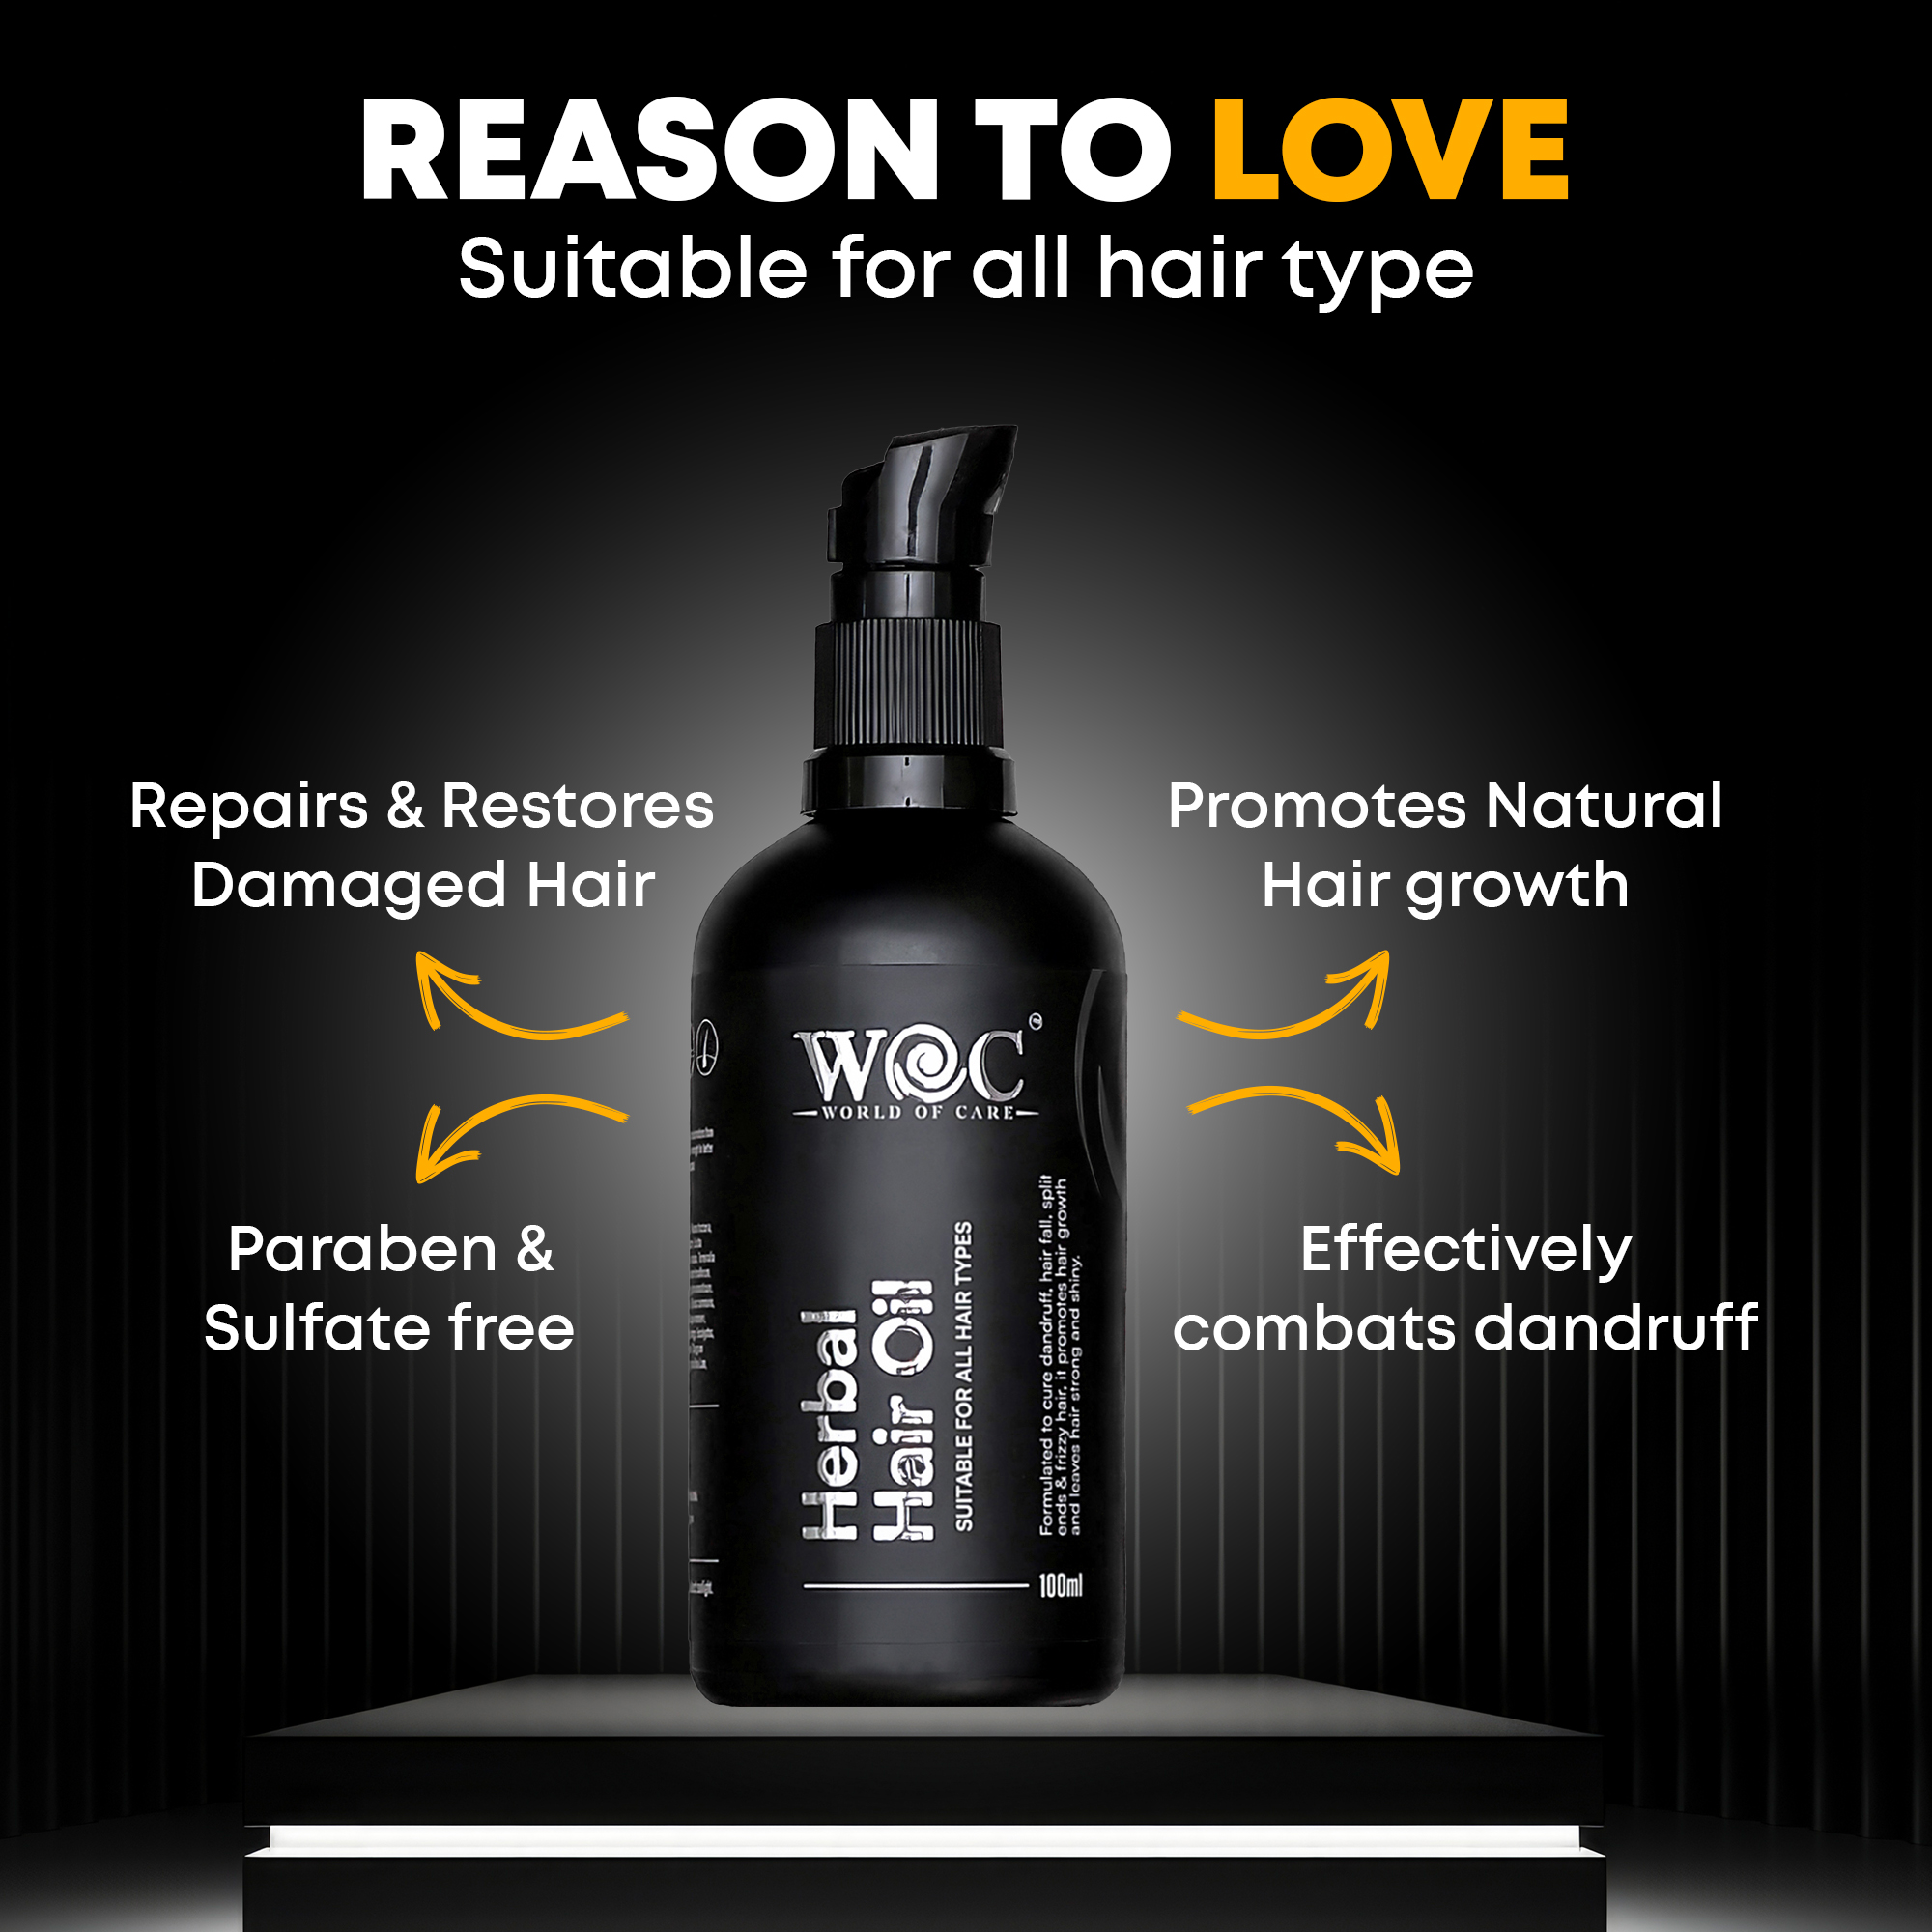 REASON TO LOVE
Suitable for all hair type
Repairs & Restores
Damaged Hair
Promotes Natural
Hair growth
Paraben &
Sulfate free
Effectively
combats dandruff
WOC®
WORLD OF CARE
Herbal
Hair Oil
SUITABLE FOR ALL HAIR TYPES
Formulated to cure dandruff, hair fall, split
ends & frizzy hair, it promotes hair growth
and leaves hair strong and shiny.
100ml